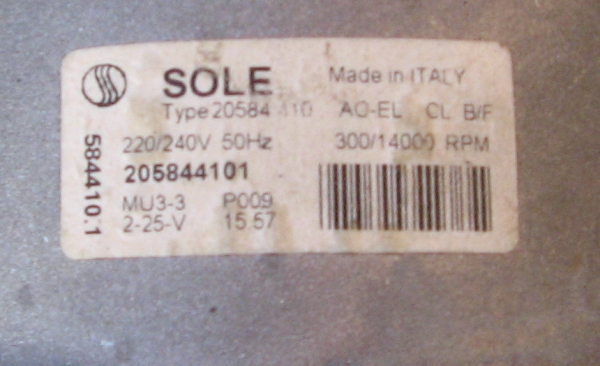 SOLE Made in ITALY
Type 20584.410 AO-EL CL B/F
220/240V 50Hz 300/14000 RPM
205844101
MU3-3 P009
2-25-V 15.57
584410.1